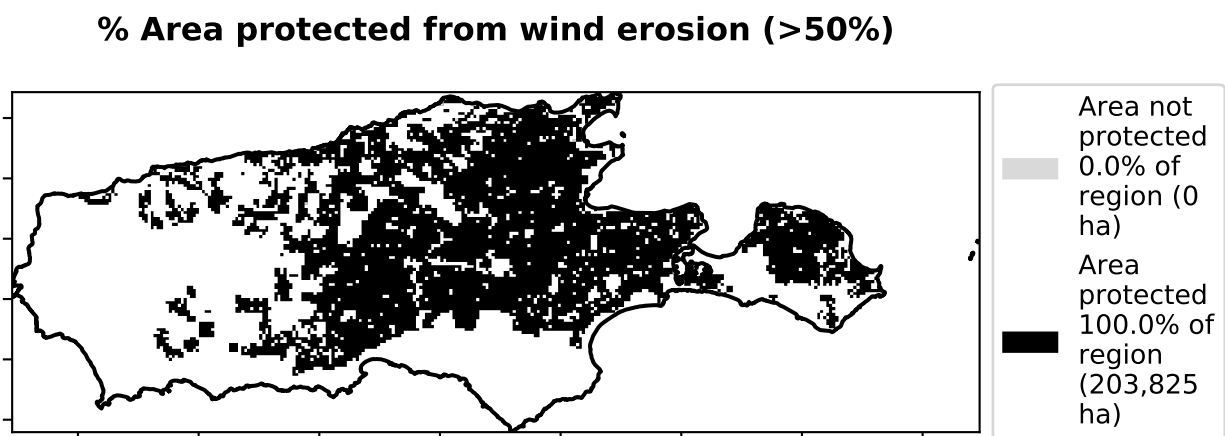 % Area protected from wind erosion (>50%)
Area not
protected
0.0% of
region (0
ha)
Area
protected
100.0% of
region
(203,825
ha)